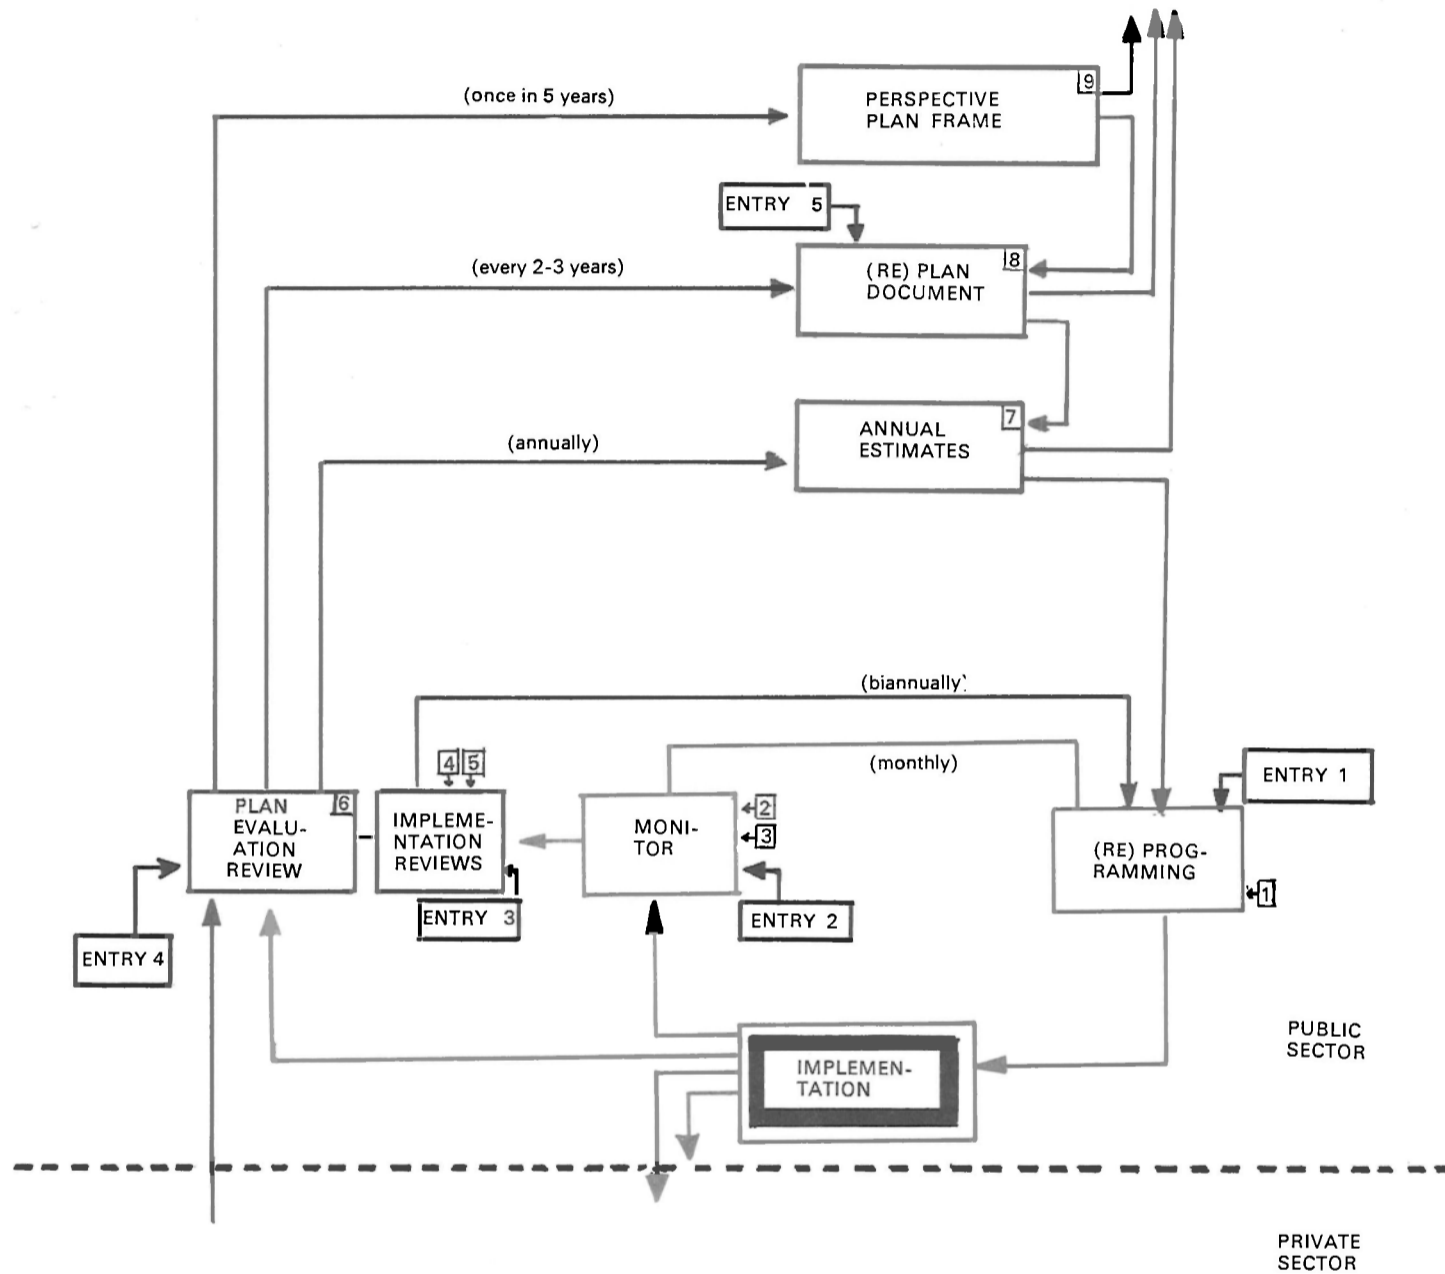 (once in 5 years)
9
PERSPECTIVE
PLAN FRAME
ENTRY 5
(every 2-3 years)
8
(RE) PLAN
DOCUMENT
(annually)
7
ANNUAL
ESTIMATES
(biannually)
(monthly)
ENTRY 1
4
5
6
PLAN
EVALU-
ATION
REVIEW
IMPLEME-
NTATION
REVIEWS
MONI-
TOR
2
3
(RE) PROG-
RAMMING
1
ENTRY 3
ENTRY 2
ENTRY 4
IMPLEMEN-
TATION
PUBLIC
SECTOR
PRIVATE
SECTOR